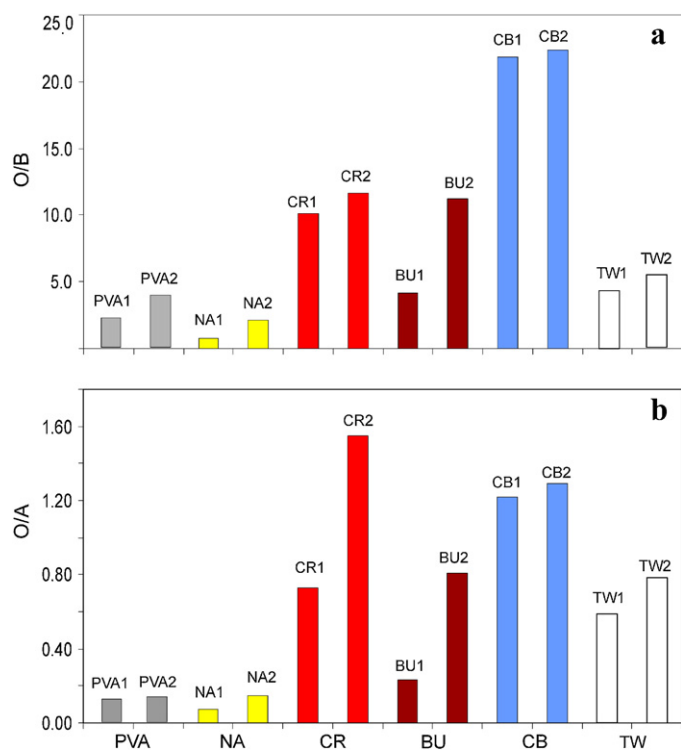 a
25.0
20.0
15.0
10.0
5.0
O/B
PVA1
PVA2
NA1
NA2
CR1
CR2
BU1
BU2
CB1
CB2
TW1
TW2
b
1.60
1.20
0.80
0.40
0.00
O/A
PVA1
PVA2
NA1
NA2
CR1
CR2
BU1
BU2
CB1
CB2
TW1
TW2
PVA NA CR BU CB TW